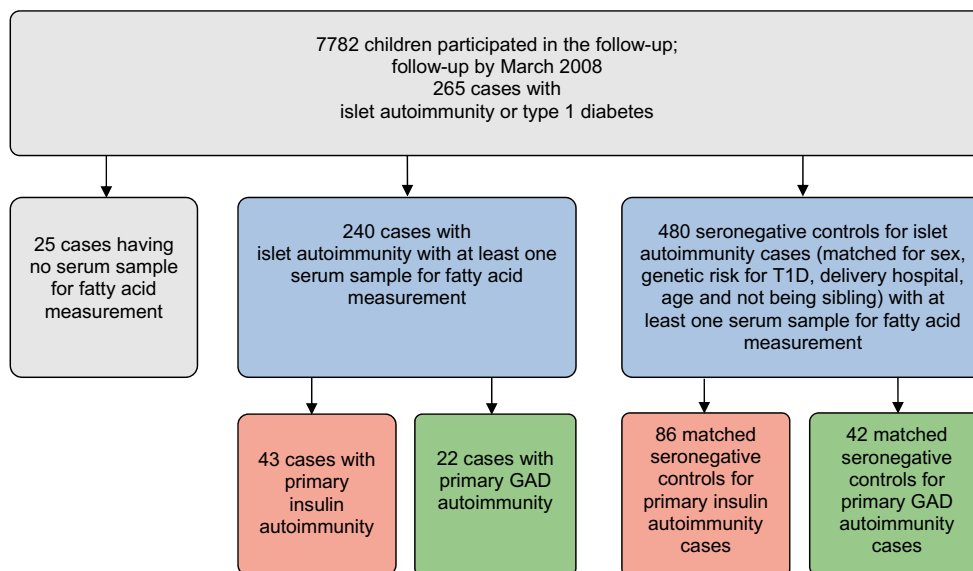 7782 children participated in the follow-up;
follow-up by March 2008
265 cases with
islet autoimmunity or type 1 diabetes
25 cases having
no serum sample
for fatty acid
measurement
240 cases with
islet autoimmunity with at least one
serum sample for fatty acid
measurement
480 seronegative controls for islet
autoimmunity cases (matched for sex,
genetic risk for T1D, delivery hospital,
age and not being sibling) with at
least one serum sample for fatty acid
measurement
43 cases with
primary
insulin
autoimmunity
22 cases with
primary GAD
autoimmunity
86 matched
seronegative
controls for
primary insulin
autoimmunity
cases
42 matched
seronegative
controls for
primary GAD
autoimmunity
cases